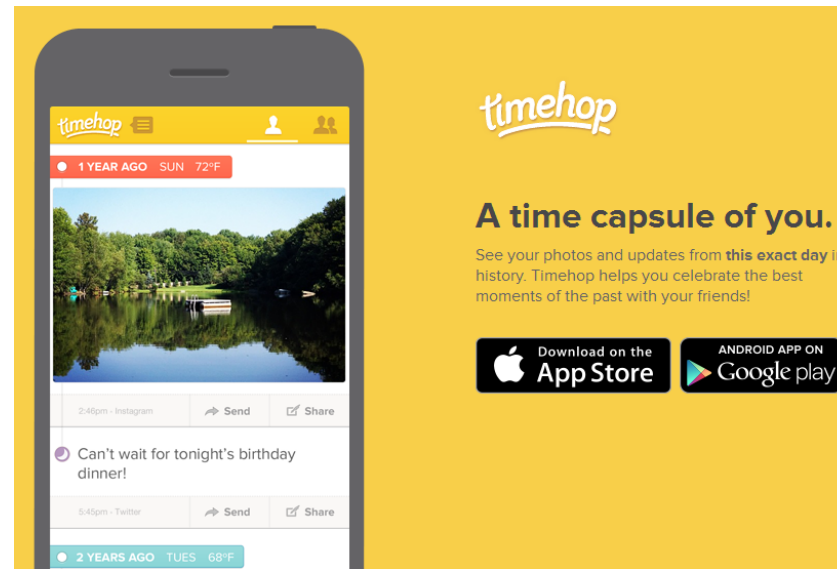 timehop
1 YEAR AGO SUN 72°F
2:46pm - Instagram Send Share
Can't wait for tonight's birthday
dinner!
5:45pm - Twitter Send Share
2 YEARS AGO TUES 68°F
timehop
A time capsule of you.
See your photos and updates from this exact day i
history. Timehop helps you celebrate the best
moments of the past with your friends!
Download on the
App Store
ANDROID APP ON
Google play